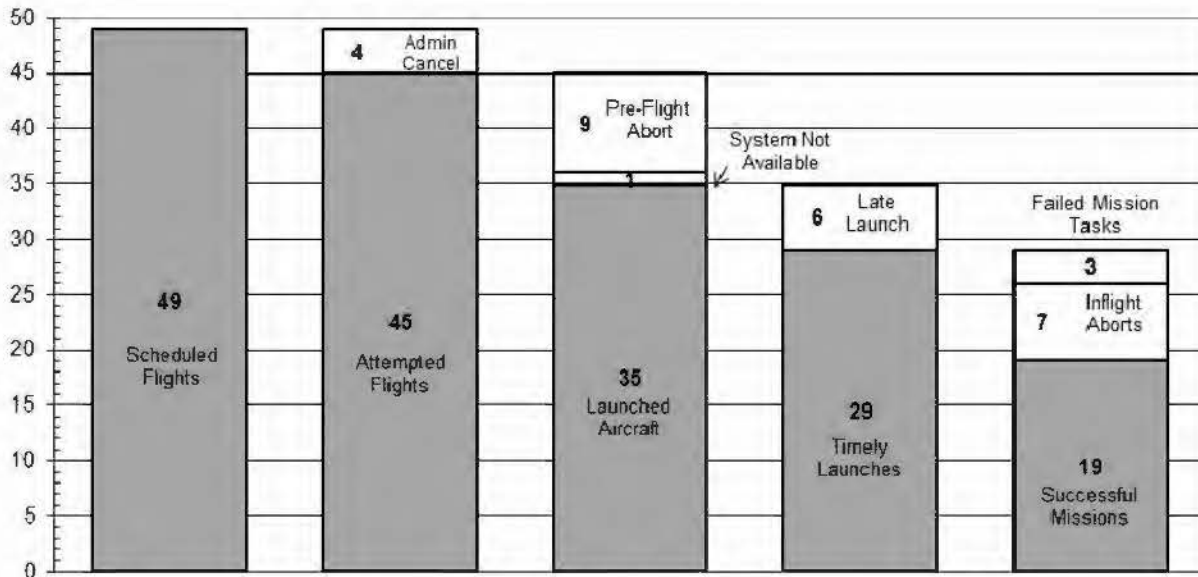 50
45
40
35
30
25
20
15
10
5
0
49
Scheduled
Flights
4
Admin
Cancel
45
Attempted
Flights
9
Pre-Flight
Abort
1
System Not
Available
35
Launched
Aircraft
6
Late
Launch
29
Timely
Launches
Failed Mission
Tasks
3
7
Inflight
Aborts
19
Successful
Missions